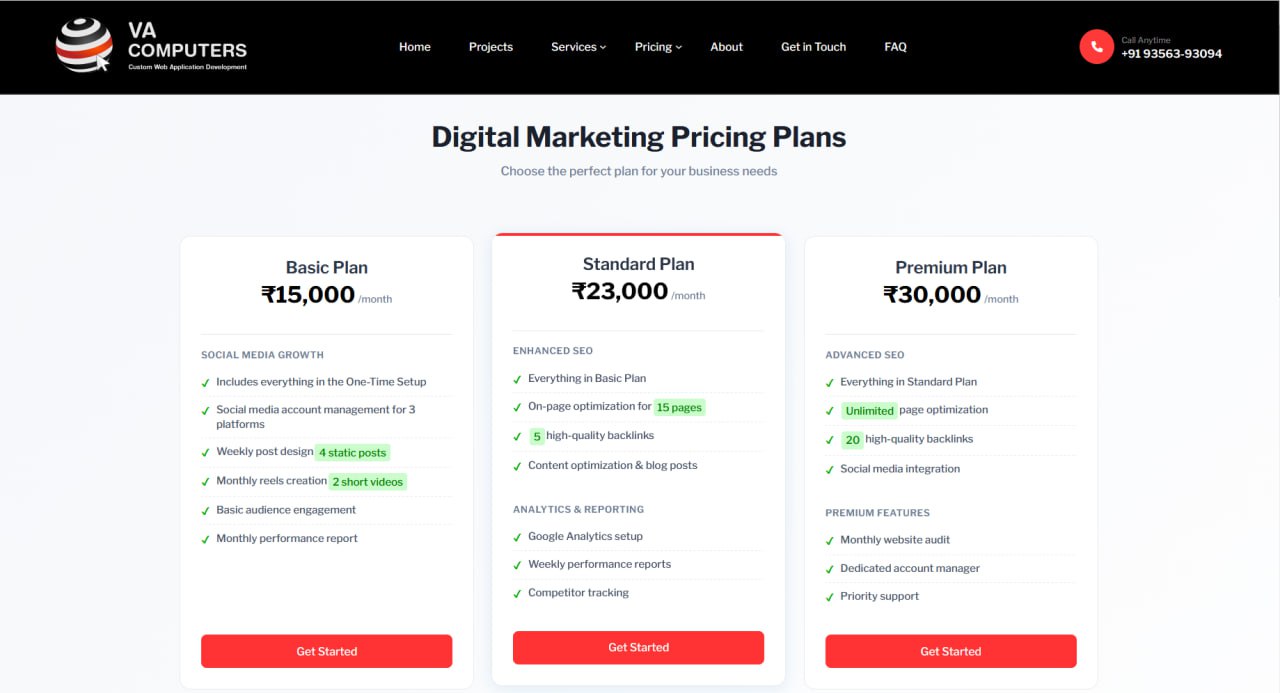 VA
COMPUTERS
Custom Web Application Development
Home
Projects
Services
Pricing
About
Get in Touch
FAQ
Call Anytime
+91 93563-93094
Digital Marketing Pricing Plans
Choose the perfect plan for your business needs
Basic Plan
₹15,000 /month
SOCIAL MEDIA GROWTH
✓ Includes everything in the One-Time Setup
✓ Social media account management for 3
platforms
✓ Weekly post design 4 static posts
✓ Monthly reels creation 2 short videos
✓ Basic audience engagement
✓ Monthly performance report
Get Started
Standard Plan
₹23,000 /month
ENHANCED SEO
✓ Everything in Basic Plan
✓ On-page optimization for 15 pages
✓ 5 high-quality backlinks
✓ Content optimization & blog posts
ANALYTICS & REPORTING
✓ Google Analytics setup
✓ Weekly performance reports
✓ Competitor tracking
Get Started
Premium Plan
₹30,000 /month
ADVANCED SEO
✓ Everything in Standard Plan
✓ Unlimited page optimization
✓ 20 high-quality backlinks
✓ Social media integration
PREMIUM FEATURES
✓ Monthly website audit
✓ Dedicated account manager
✓ Priority support
Get Started